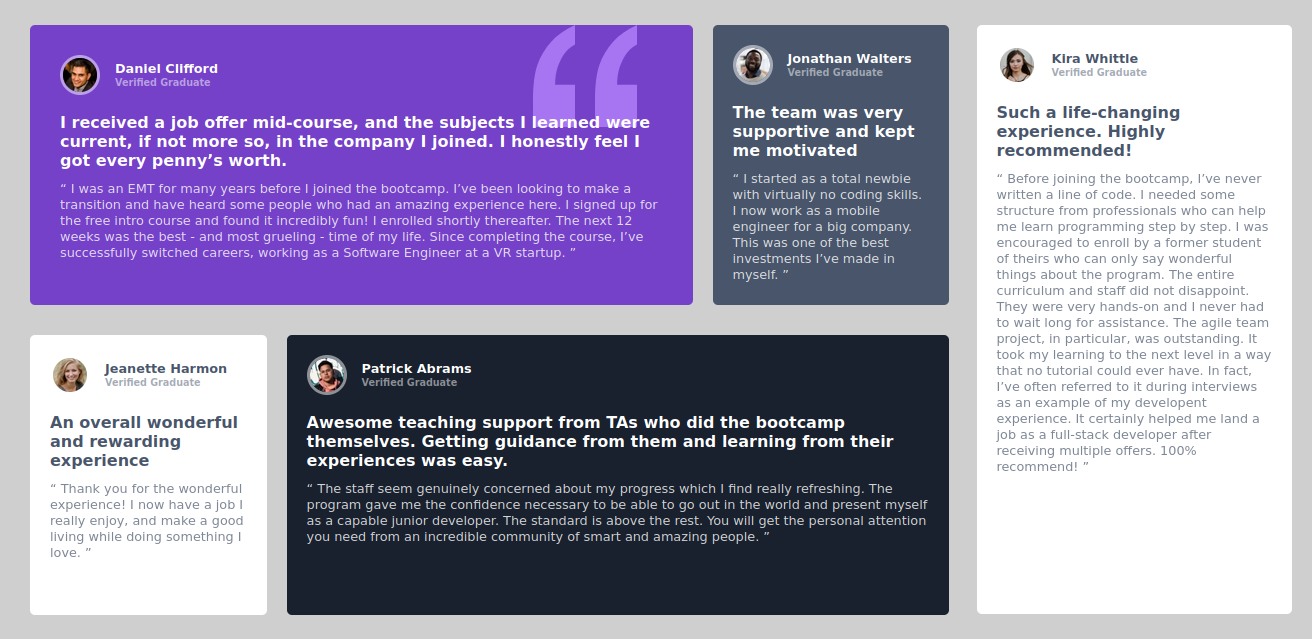 Daniel Clifford
Verified Graduate
I received a job offer mid-course, and the subjects I learned were
current, if not more so, in the company I joined. I honestly feel I
got every penny’s worth.
“ I was an EMT for many years before I joined the bootcamp. I’ve been looking to make a
transition and have heard some people who had an amazing experience here. I signed up for
the free intro course and found it incredibly fun! I enrolled shortly thereafter. The next 12
weeks was the best - and most grueling - time of my life. Since completing the course, I’ve
successfully switched careers, working as a Software Engineer at a VR startup. ”
Jonathan Walters
Verified Graduate
The team was very
supportive and kept
me motivated
“ I started as a total newbie
with virtually no coding skills.
I now work as a mobile
engineer for a big company.
This was one of the best
investments I’ve made in
myself. ”
Kira Whittle
Verified Graduate
Such a life-changing
experience. Highly
recommended!
“ Before joining the bootcamp, I’ve never
written a line of code. I needed some
structure from professionals who can help
me learn programming step by step. I was
encouraged to enroll by a former student
of theirs who can only say wonderful
things about the program. The entire
curriculum and staff did not disappoint.
They were very hands-on and I never had
to wait long for assistance. The agile team
project, in particular, was outstanding. It
took my learning to the next level in a way
that no tutorial could ever have. In fact,
I’ve often referred to it during interviews
as an example of my developent
experience. It certainly helped me land a
job as a full-stack developer after
receiving multiple offers. 100%
recommend! ”
Jeanette Harmon
Verified Graduate
An overall wonderful
and rewarding
experience
“ Thank you for the wonderful
experience! I now have a job I
really enjoy, and make a good
living while doing something I
love. ”
Patrick Abrams
Verified Graduate
Awesome teaching support from TAs who did the bootcamp
themselves. Getting guidance from them and learning from their
experiences was easy.
“ The staff seem genuinely concerned about my progress which I find really refreshing. The
program gave me the confidence necessary to be able to go out in the world and present myself
as a capable junior developer. The standard is above the rest. You will get the personal attention
you need from an incredible community of smart and amazing people. ”